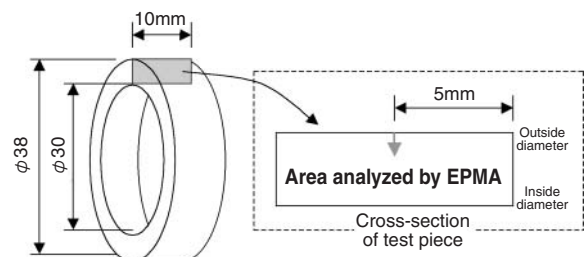 10mm
φ38
φ30
5mm
Outside
diameter
Area analyzed by EPMA
Inside
diameter
Cross-section
of test piece